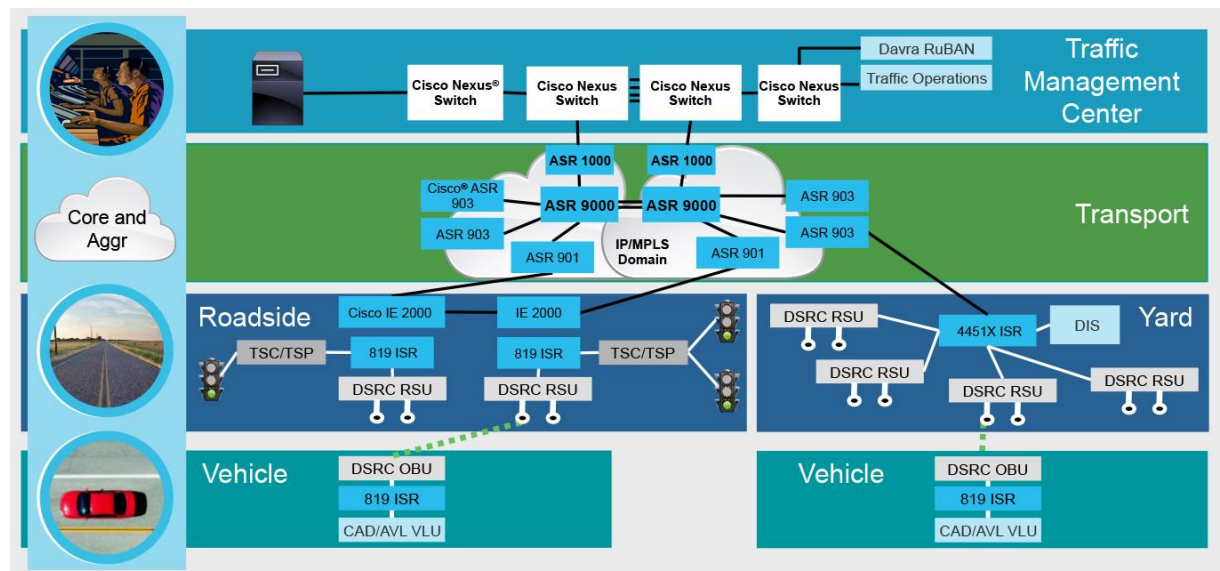 Davra RuBAN
Traffic Operations
Traffic
Management
Center
Cisco Nexus®
Switch
Cisco Nexus
Switch
Cisco Nexus
Switch
Cisco Nexus
Switch
ASR 1000
ASR 1000
Core and
Aggr
Cisco® ASR
903
ASR 9000
ASR 9000
ASR 903
ASR 903
ASR 903
Transport
IP/MPLS
Domain
ASR 901
ASR 901
Roadside
Cisco IE 2000
IE 2000
TSC/TSP
819 ISR
819 ISR
TSC/TSP
DSRC RSU
DSRC RSU
DSRC RSU
4451X ISR
DIS
Yard
DSRC RSU
DSRC RSU
DSRC RSU
Vehicle
DSRC OBU
819 ISR
CAD/AVL VLU
Vehicle
DSRC OBU
819 ISR
CAD/AVL VLU